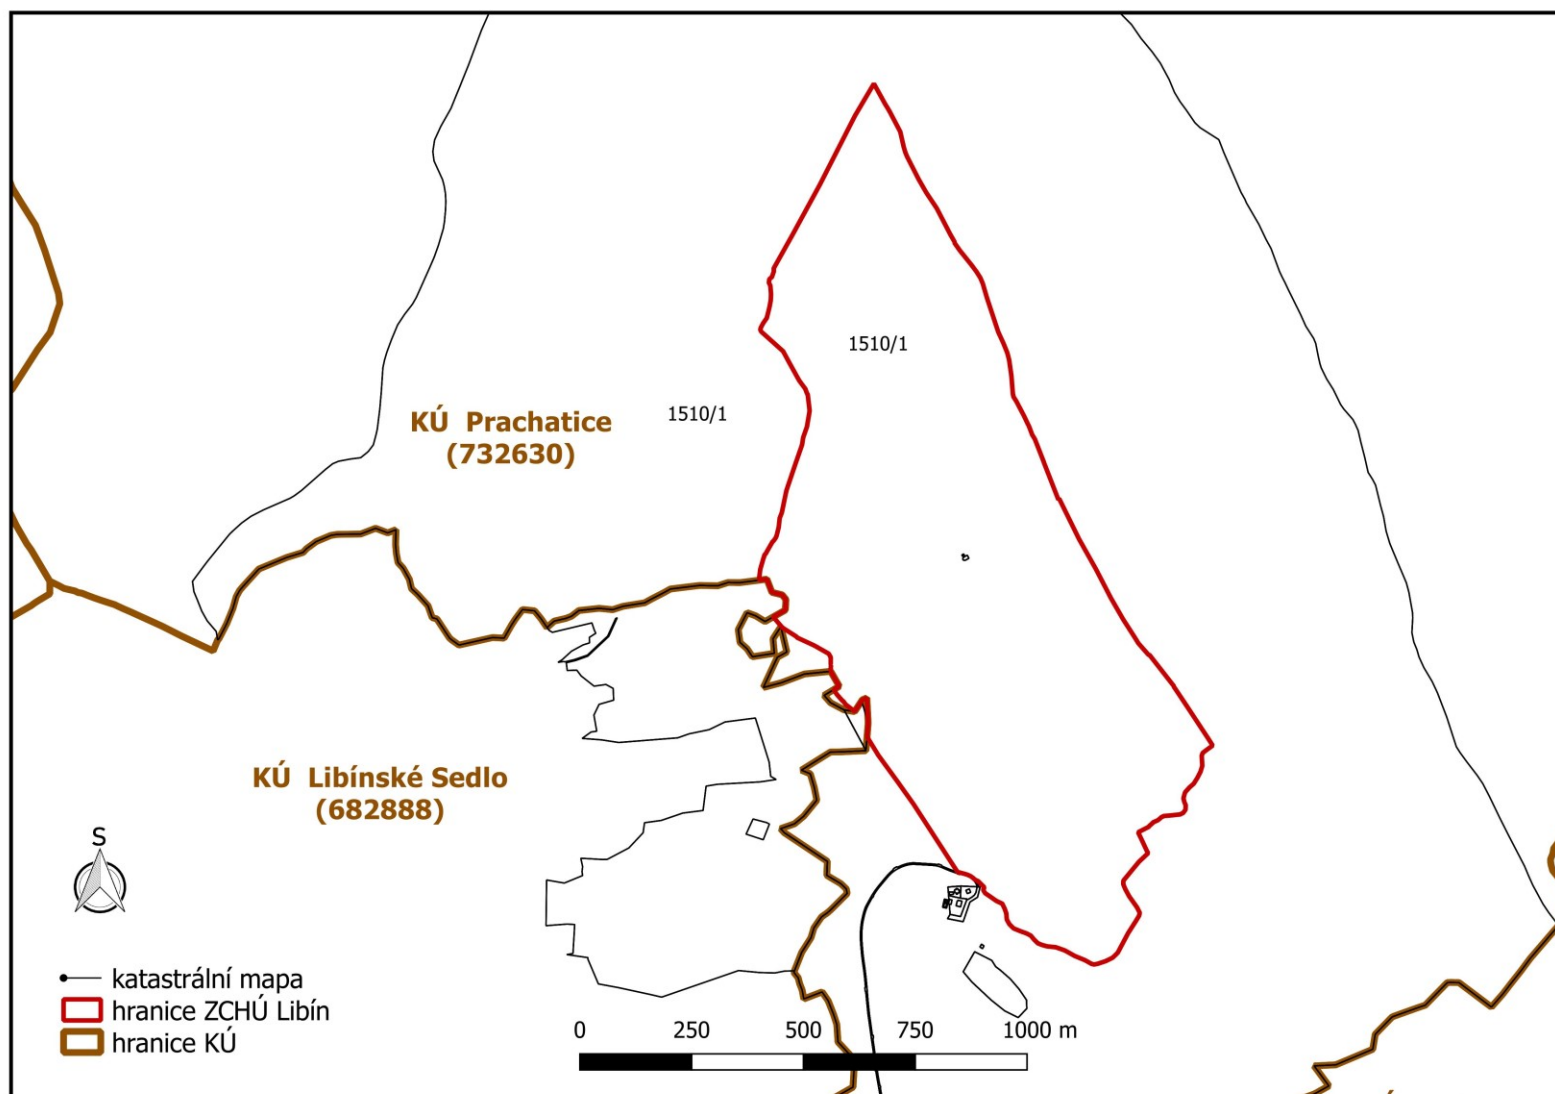 1510/1
1510/1
KÚ  Prachatice
(732630)
KÚ  Libínské Sedlo
(682888)
S
katastrální mapa
hranice ZCHÚ Libín
hranice KÚ
0 250 500 750 1000 m